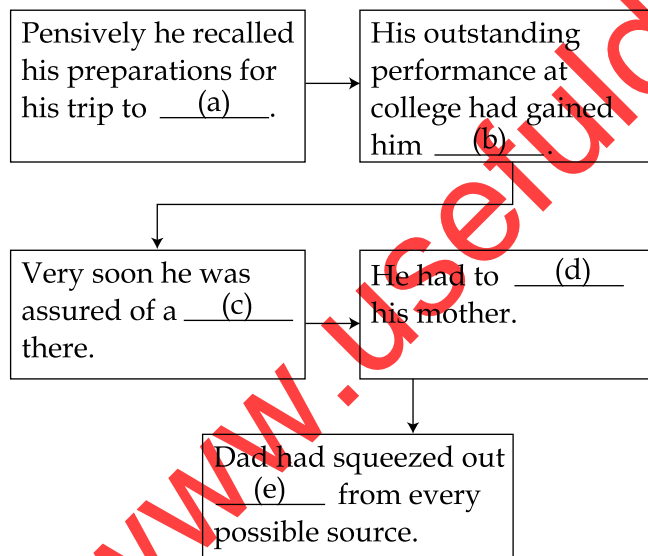 Pensively he recalled
his preparations for
his trip to (a).
His outstanding
performance at
college had gained
him (b).
Very soon he was
assured of a (c)
there.
He had to (d)
his mother.
Dad had squeezed out
(e) from every
possible source.
www.useful